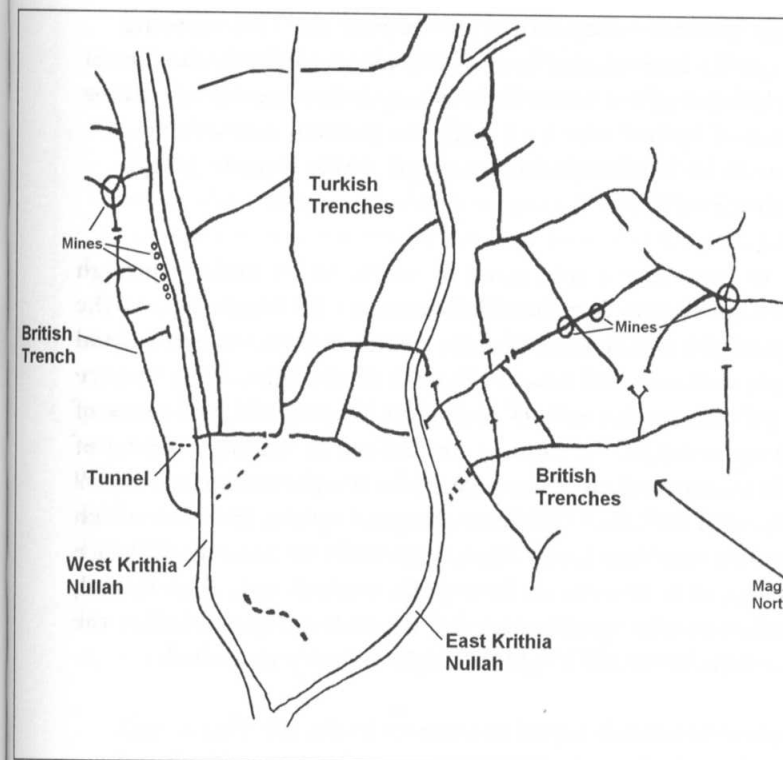 Turkish
Trenches
Mines
British
Trench
Mines
Tunnel
British
Trenches
West Krithia
Nullah
East Krithia
Nullah
Mag
Nort